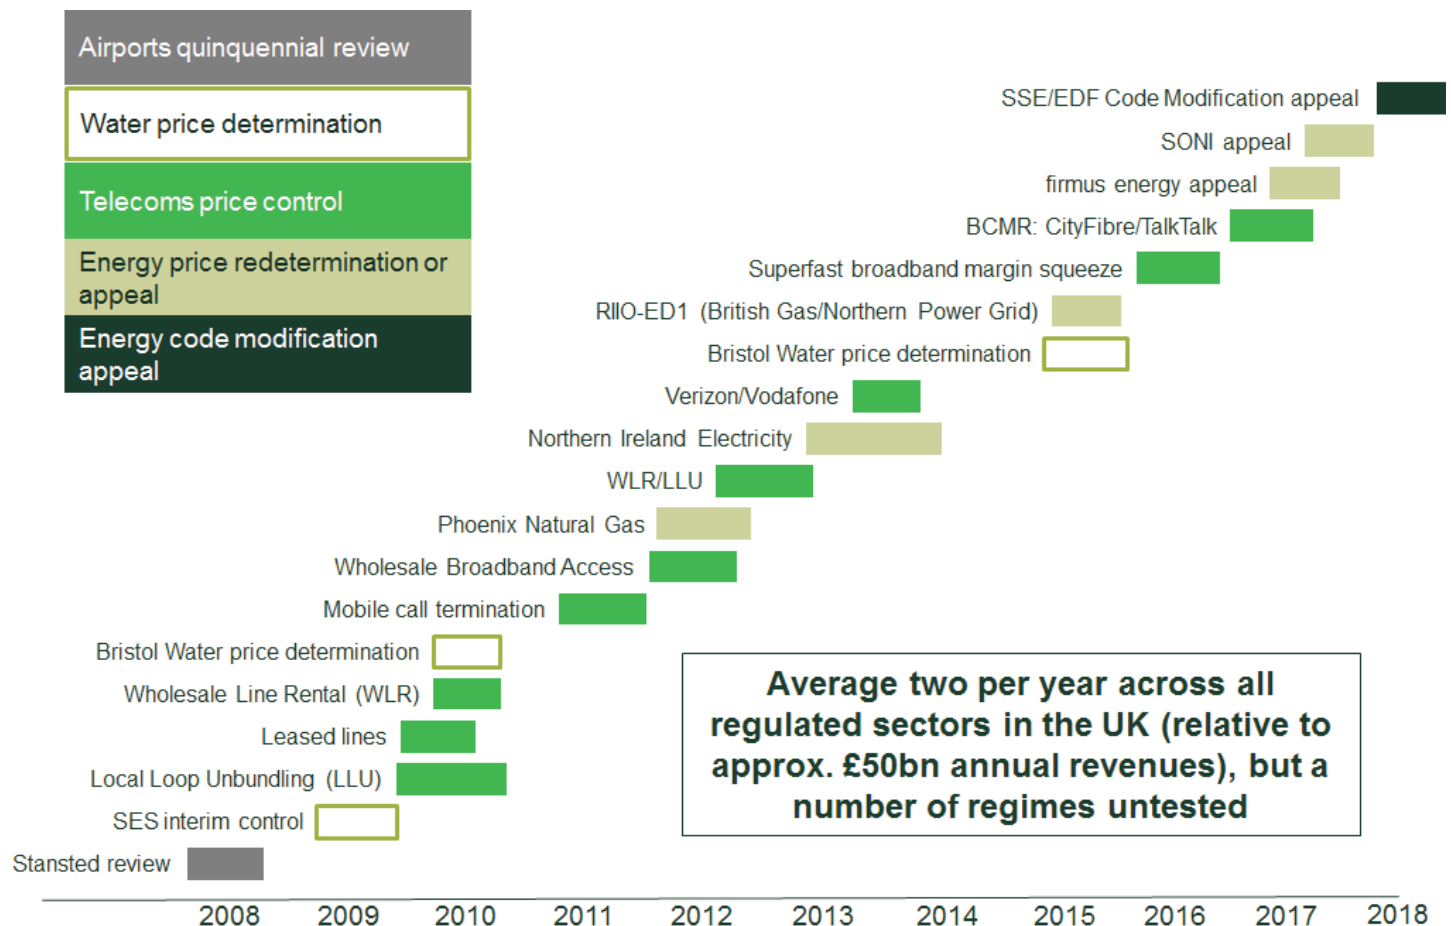 Airports quinquennial review
Water price determination
Telecoms price control
Energy price redetermination or
appeal
Energy code modification
appeal
SSE/EDF Code Modification appeal
SONI appeal
firmus energy appeal
BCMR: CityFibre/TalkTalk
Superfast broadband margin squeeze
RIIO-ED1 (British Gas/Northern Power Grid)
Bristol Water price determination
Verizon/Vodafone
Northern Ireland Electricity
WLR/LLU
Phoenix Natural Gas
Wholesale Broadband Access
Mobile call termination
Bristol Water price determination
Wholesale Line Rental (WLR)
Leased lines
Local Loop Unbundling (LLU)
SES interim control
Stansted review
Average two per year across all
regulated sectors in the UK (relative to
approx. £50bn annual revenues), but a
number of regimes untested
2008 2009 2010 2011 2012 2013 2014 2015 2016 2017 2018